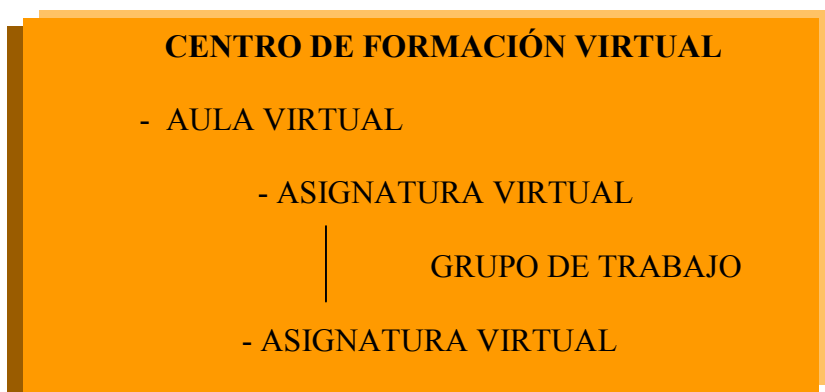 CENTRO DE FORMACIÓN VIRTUAL
- AULA VIRTUAL
- ASIGNATURA VIRTUAL
GRUPO DE TRABAJO
- ASIGNATURA VIRTUAL